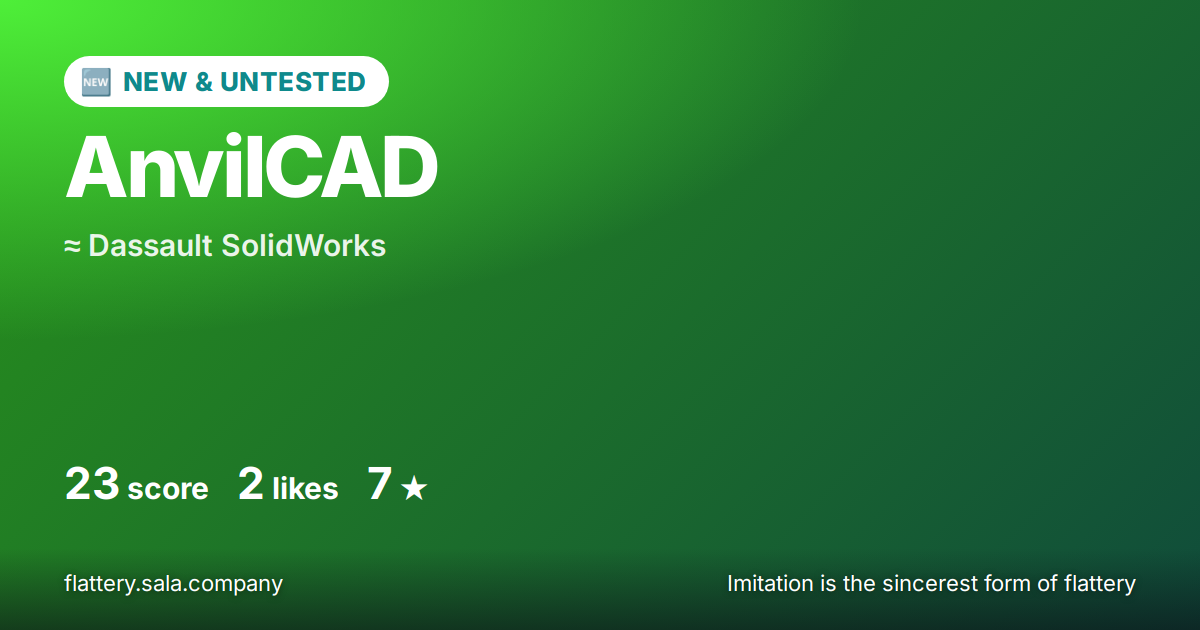 🆕 NEW & UNTESTED
AnvilCAD
≈ Dassault SolidWorks
23 score 2 likes 7 ★
flattery.sala.company
Imitation is the sincerest form of flattery